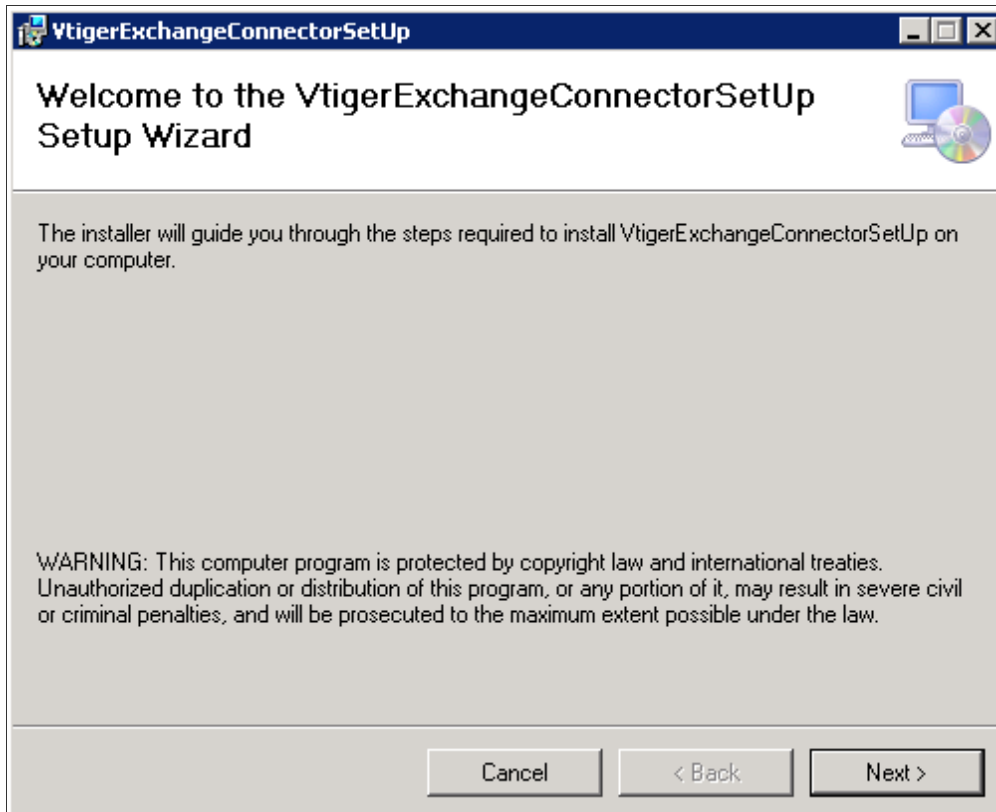 VtigerExchangeConnectorSetUp
Welcome to the VtigerExchangeConnectorSetUp
Setup Wizard
The installer will guide you through the steps required to install VtigerExchangeConnectorSetUp on
your computer.
WARNING: This computer program is protected by copyright law and international treaties.
Unauthorized duplication or distribution of this program, or any portion of it, may result in severe civil
or criminal penalties, and will be prosecuted to the maximum extent possible under the law.
Cancel
< Back
Next >